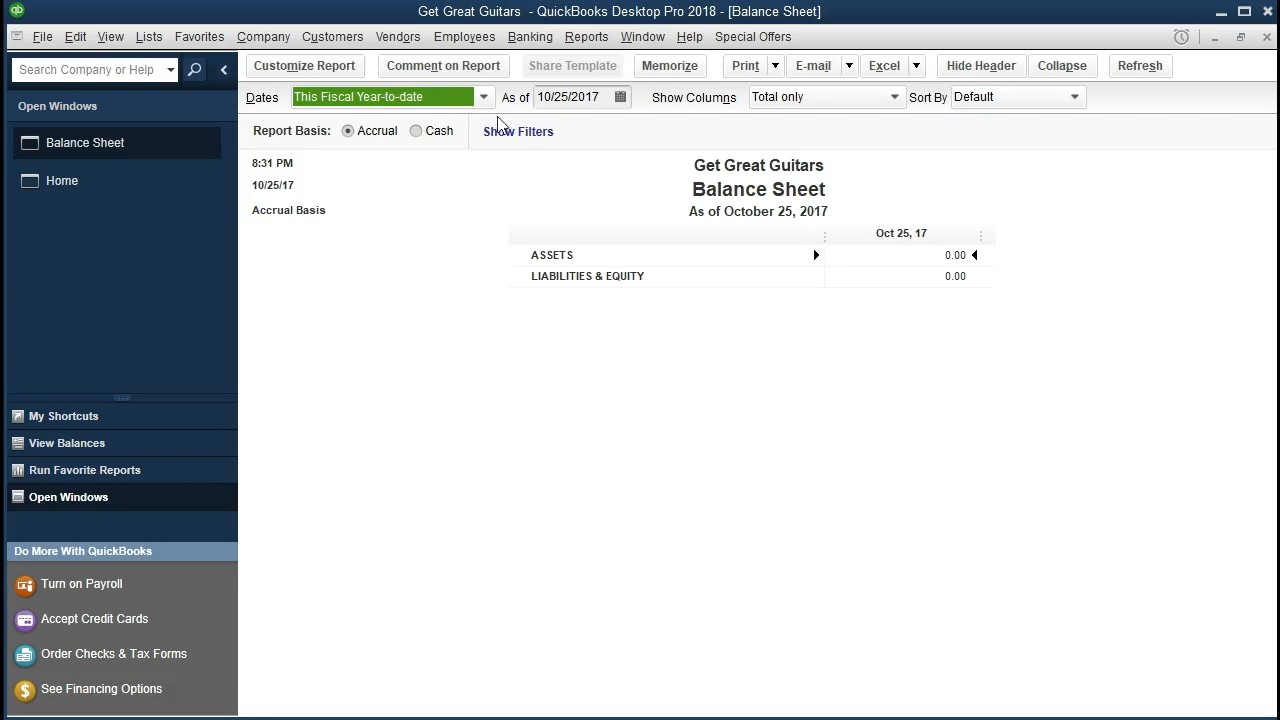 qb
Get Great Guitars - QuickBooks Desktop Pro 2018 - [Balance Sheet]
File Edit View Lists Favorites Company Customers Vendors Employees Banking Reports Window Help Special Offers
Search Company or Help
Customize Report Comment on Report Share Template Memorize Print E-mail Excel Hide Header Collapse Refresh
Open Windows
Dates This Fiscal Year-to-date As of 10/25/2017 Show Columns Total only Sort By Default
Report Basis: Accrual Cash Show Filters
Balance Sheet
Home
8:31 PM
10/25/17
Accrual Basis
Get Great Guitars
Balance Sheet
As of October 25, 2017
Oct 25, 17
ASSETS 0.00
LIABILITIES & EQUITY 0.00
My Shortcuts
View Balances
Run Favorite Reports
Open Windows
Do More With QuickBooks
Turn on Payroll
Accept Credit Cards
Order Checks & Tax Forms
$ See Financing Options